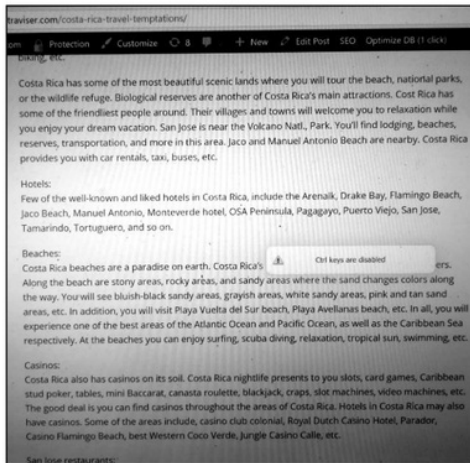 traviser.com/costa-rica-travel-temptations/
om Protection Customize 8 + New Edit Post SEO Optimize DB (1 click)
biking, etc.
Costa Rica has some of the most beautiful scenic lands where you will tour the beach, national parks,
or the wildlife refuge. Biological reserves are another of Costa Rica's main attractions. Cost Rica has
some of the friendliest people around. Their villages and towns will welcome you to relaxation while
you enjoy your dream vacation. San Jose is near the Volcano Natl., Park. You'll find lodging, beaches,
reserves, transportation, and more in this area. Jaco and Manuel Antonio Beach are nearby. Costa Rica
provides you with car rentals, taxi, buses, etc.
Hotels:
Few of the well-known and liked hotels in Costa Rica, include the Arenalk, Drake Bay, Flamingo Beach,
Jaco Beach, Manuel Antonio, Monteverde hotel, OSA Peninsula, Papagayo, Puerto Viejo, San Jose,
Tamarindo, Tortuguero, and so on.
Beaches:
Ctrl keys are disabled
Costa Rica beaches are a paradise on earth. Costa Rica's ers.
Along the beach are stony areas, rocky areas, and sandy areas where the sand changes colors along
the way. You will see bluish-black sandy areas, grayish areas, white sandy areas, pink and tan sand
areas, etc. In addition, you will visit Playa Vuelta del Sur beach, Playa Avellanas beach, etc. In all, you will
experience one of the best areas of the Atlantic Ocean and Pacific Ocean, as well as the Caribbean Sea
respectively. At the beaches you can enjoy surfing, scuba diving, relaxation, tropical sun, swimming, etc.
Casinos:
Costa Rica also has casinos on its soil. Costa Rica nightlife presents to you slots, card games, Caribbean
stud poker, tables, mini Baccarat, canasta roulette, blackjack, craps, slot machines, video machines, etc.
The good deal is you can find casinos throughout the areas of Costa Rica. Hotels in Costa Rica may also
have casinos. Some of the areas include, casino club colonial, Royal Dutch Casino Hotel, Parador,
Casino Flamingo Beach, best Western Coco Verde, Jungle Casino Calle, etc.
San Jose restaurants: